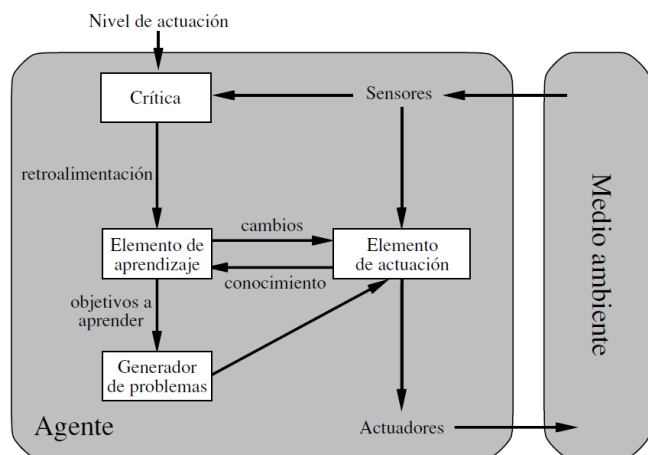 Nivel de actuación
Crítica
Sensores
retroalimentación
Elemento de
aprendizaje
cambios
conocimiento
Elemento
de actuación
objetivos a
aprender
Generador
de problemas
Agente
Actuadores
Medio ambiente